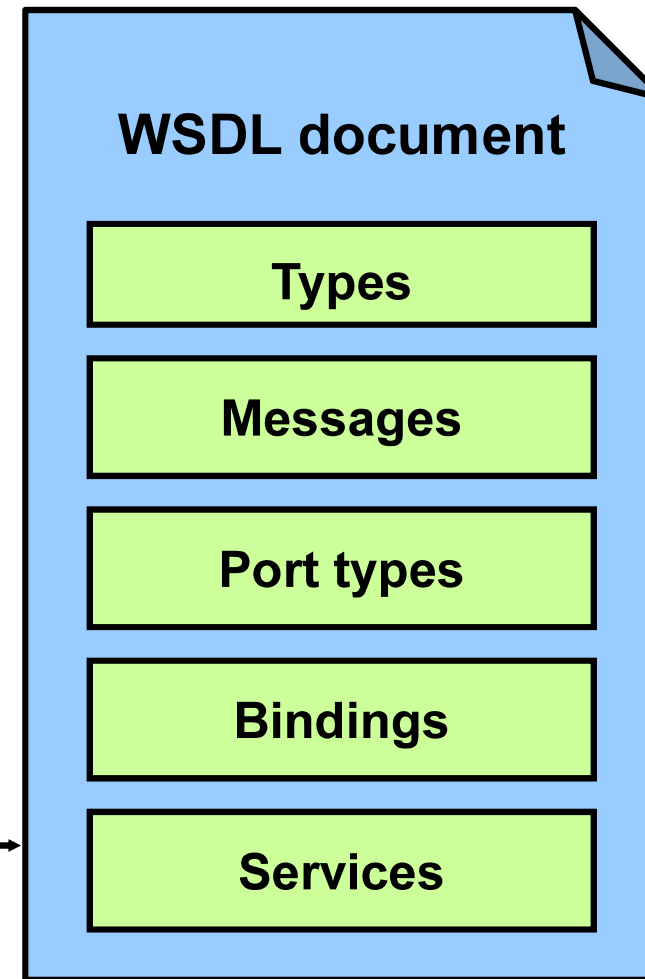 WSDL document
Types
Messages
Port types
Bindings
Services